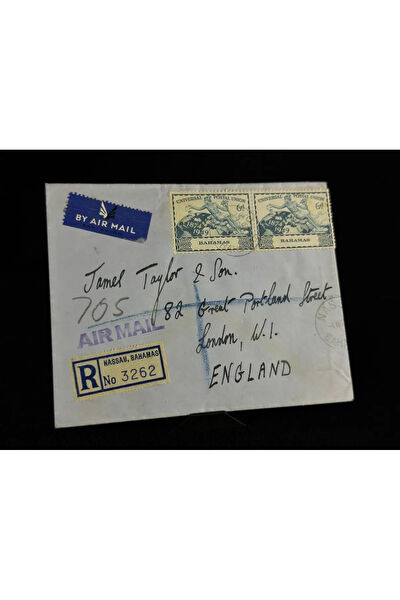 BY AIR MAIL
UNIVERSAL POSTAL UNION
6d
1874
1949
BAHAMAS
UNIVERSAL POSTAL UNION
6d
1874
1949
BAHAMAS
James Taylor & Son.
705
82 Great Portland Street
AIR MAIL
London, W.1.
ENGLAND
R
NASSAU, BAHAMAS
No 3262